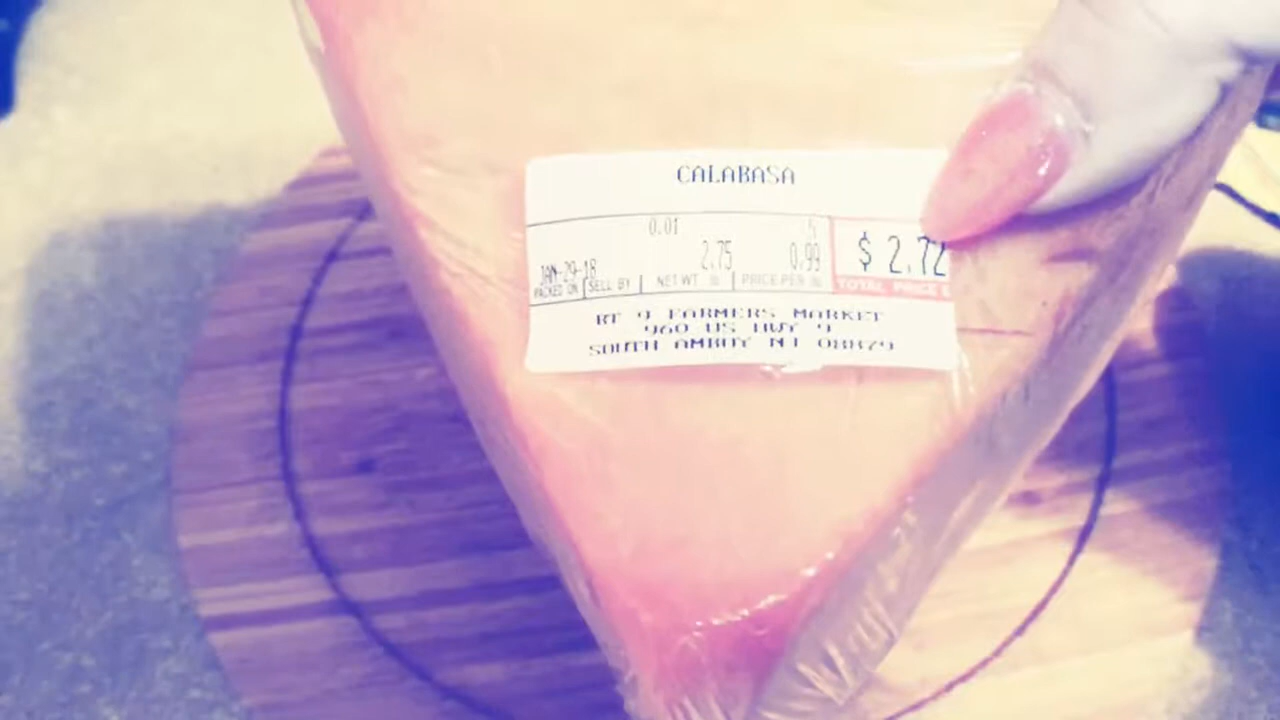 CALABASA
0.01
JAN-29-18 2.75 0.99 $ 2.72
PACKED ON SELL BY NET WT lb PRICE PER lb TOTAL PRICE
RT 9 FARMERS MARKET
960 US HWY 9
SOUTH AMBOY NJ 08879